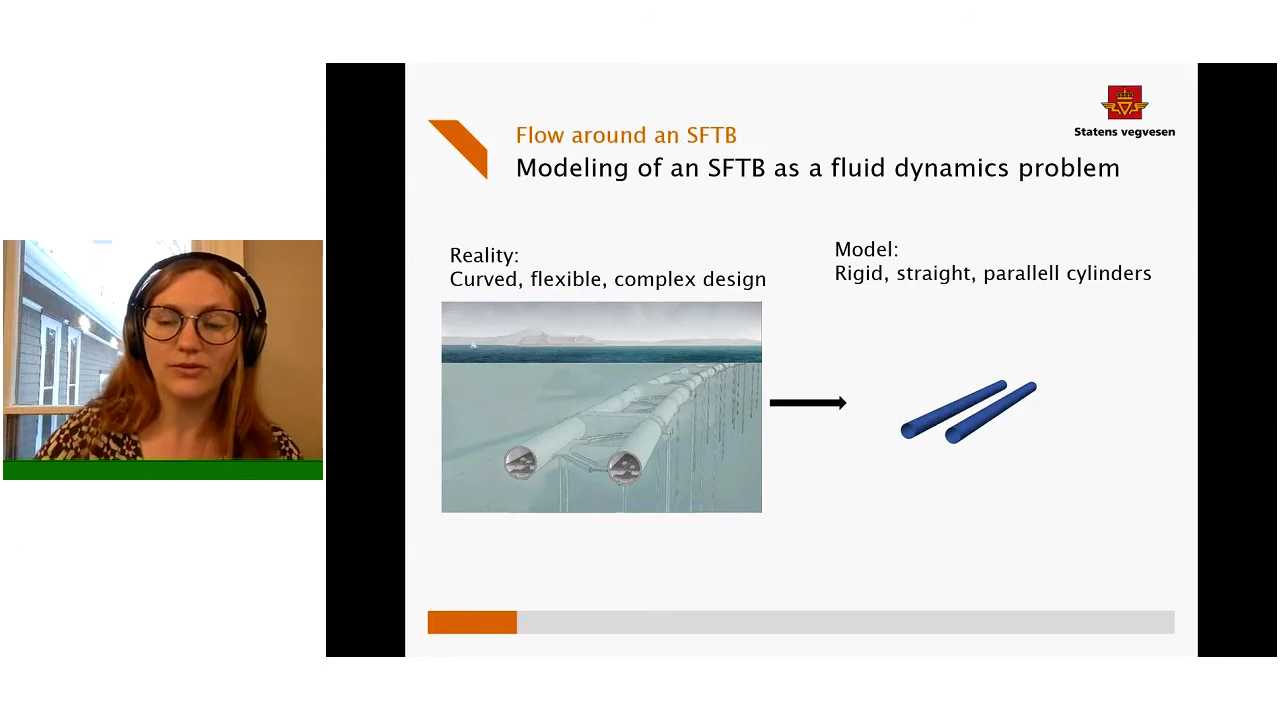 Statens vegvesen
Flow around an SFTB
Modeling of an SFTB as a fluid dynamics problem
Reality:
Curved, flexible, complex design
Model:
Rigid, straight, parallell cylinders